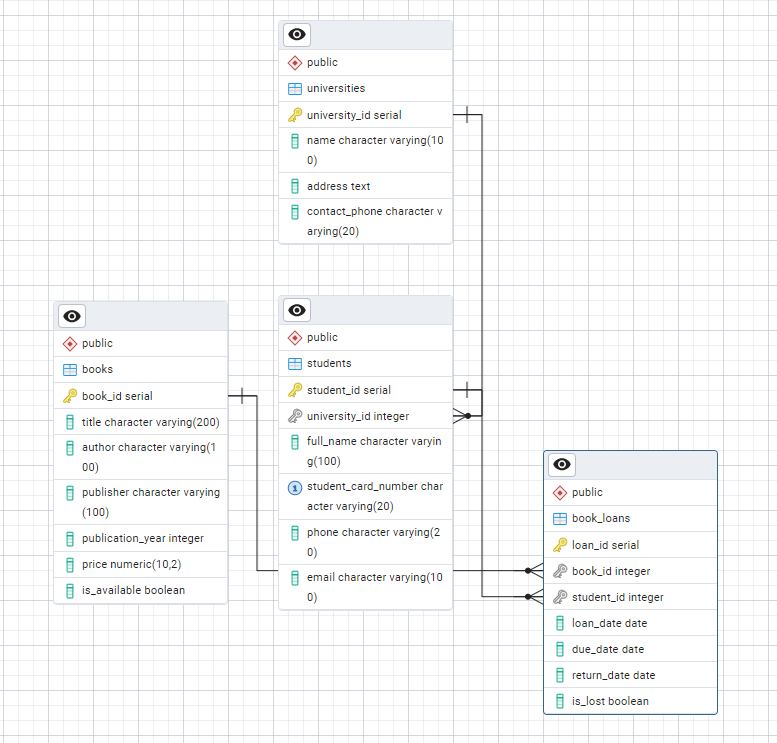 public
universities
university_id serial
name character varying(10
0)
address text
contact_phone character v
arying(20)
public
books
book_id serial
title character varying(200)
author character varying(1
00)
publisher character varying
(100)
publication_year integer
price numeric(10,2)
is_available boolean
public
students
student_id serial
university_id integer
full_name character varyin
g(100)
1
student_card_number char
acter varying(20)
phone character varying(2
0)
email character varying(10
0)
public
book_loans
loan_id serial
book_id integer
student_id integer
loan_date date
due_date date
return_date date
is_lost boolean